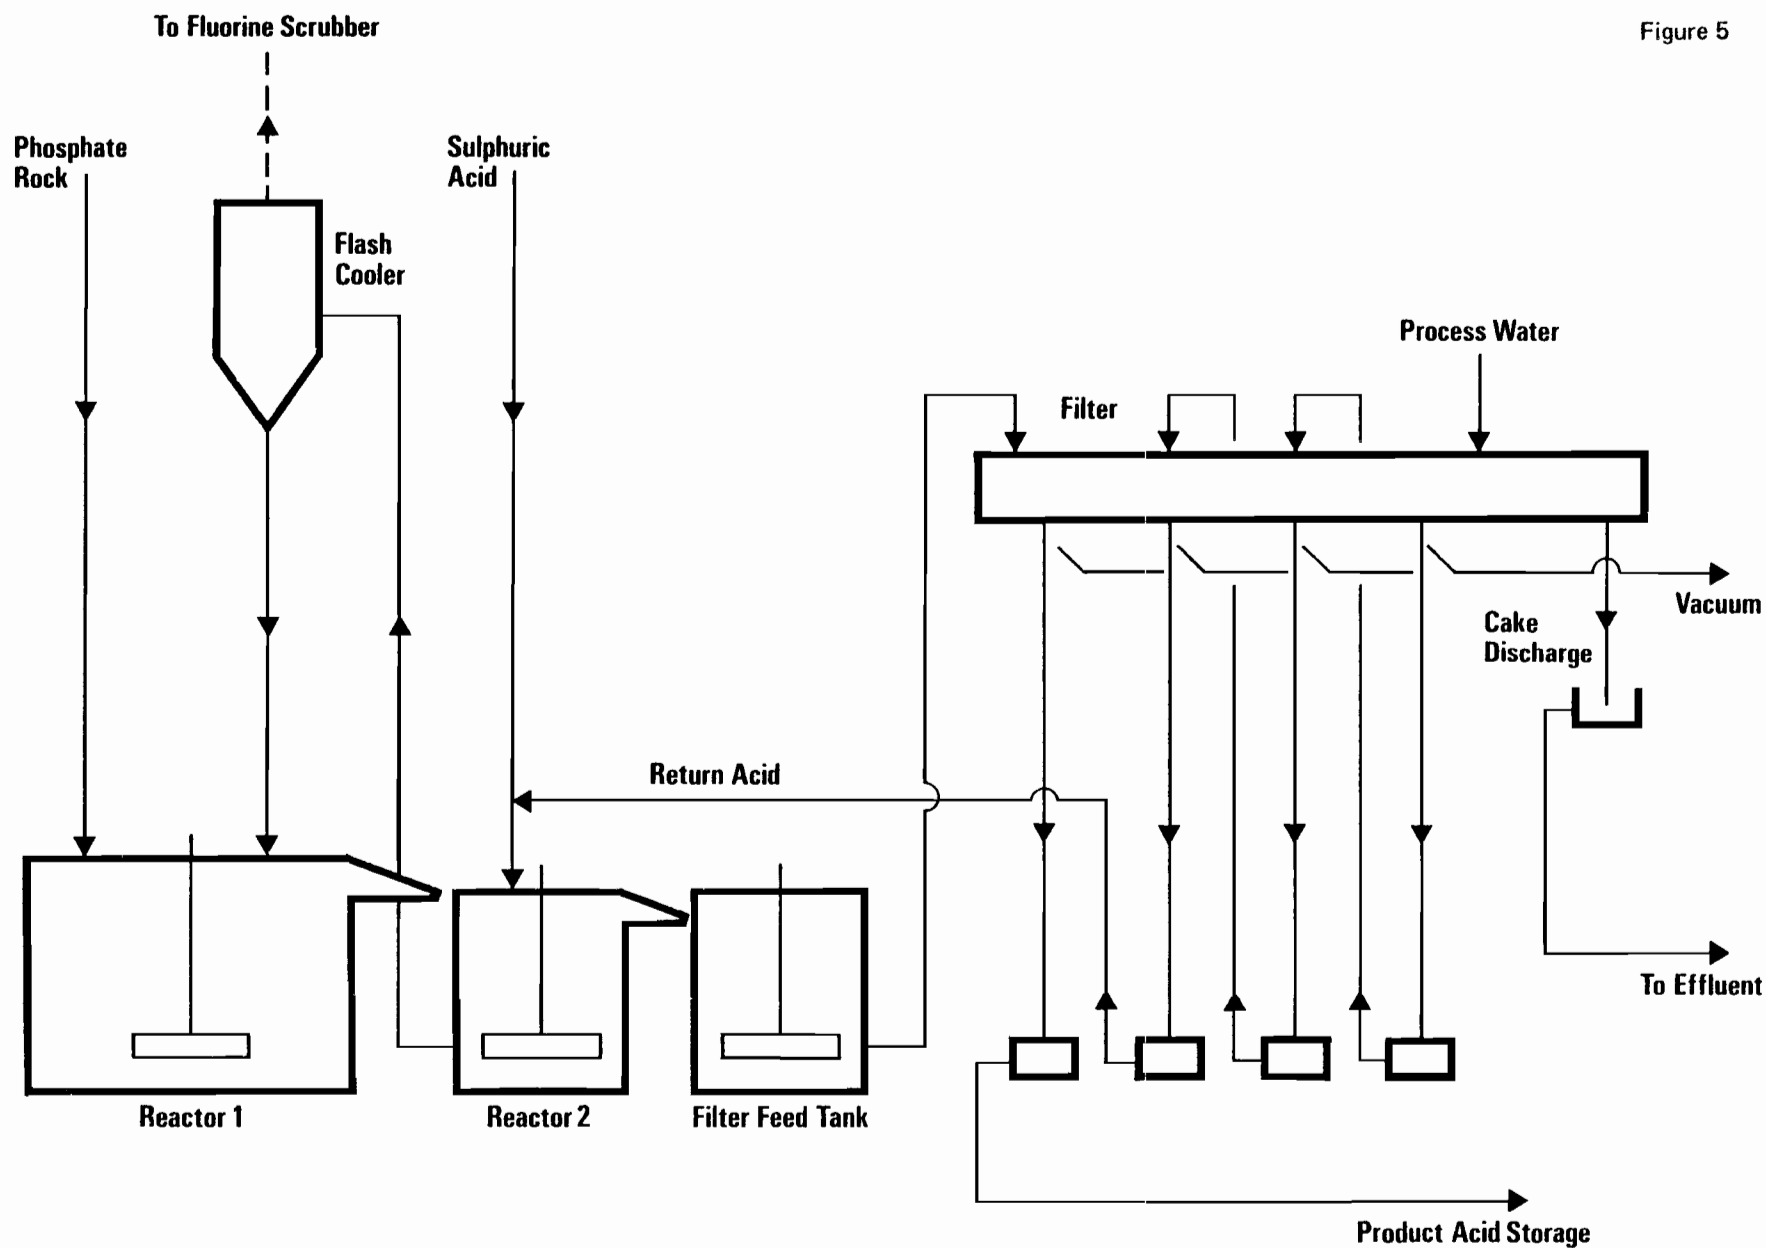 To Fluorine Scrubber
Figure 5
Phosphate
Rock
Sulphuric
Acid
Flash
Cooler
Process Water
Filter
Vacuum
Cake
Discharge
Return Acid
To Effluent
Reactor 1
Reactor 2
Filter Feed Tank
Product Acid Storage